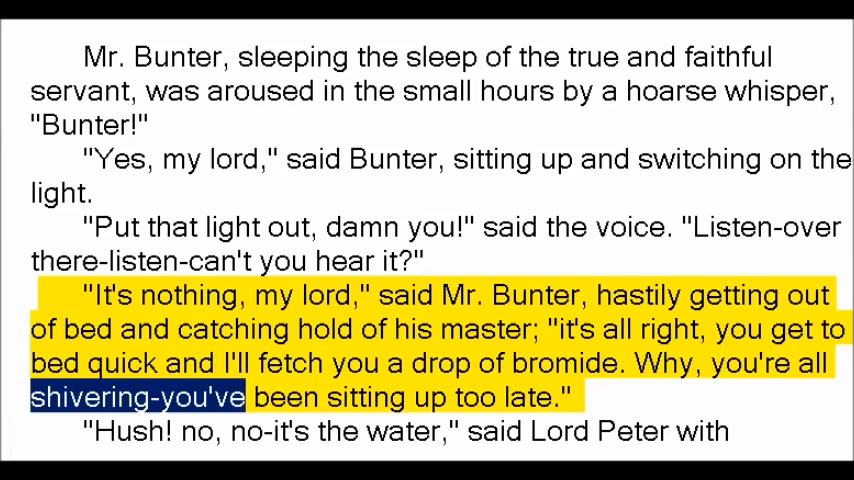 Mr. Bunter, sleeping the sleep of the true and faithful
servant, was aroused in the small hours by a hoarse whisper,
"Bunter!"
"Yes, my lord," said Bunter, sitting up and switching on the
light.
"Put that light out, damn you!" said the voice. "Listen-over
there-listen-can't you hear it?"
"It's nothing, my lord," said Mr. Bunter, hastily getting out
of bed and catching hold of his master; "it's all right, you get to
bed quick and I'll fetch you a drop of bromide. Why, you're all
shivering-you've been sitting up too late."
"Hush! no, no-it's the water," said Lord Peter with